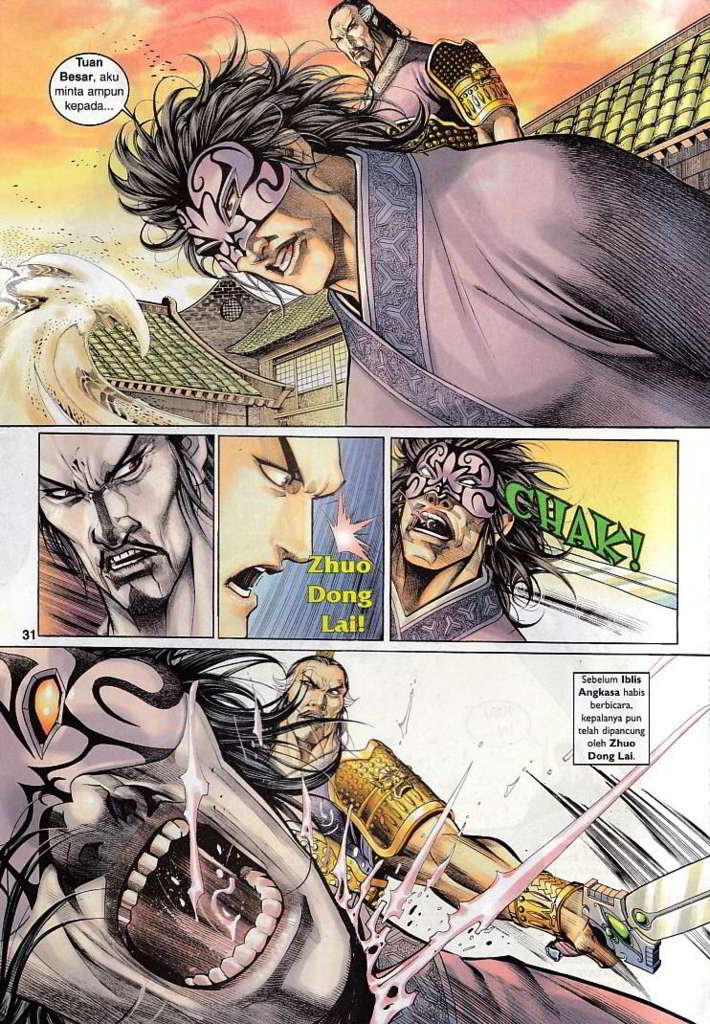 Tuan
Besar, aku
minta ampun
kepada...
Zhuo
Dong
Lai!
CHAK!
31
Sebelum Iblis
Angkasa habis
berbicara,
kepalanya pun
telah dipancung
oleh Zhuo
Dong Lai.